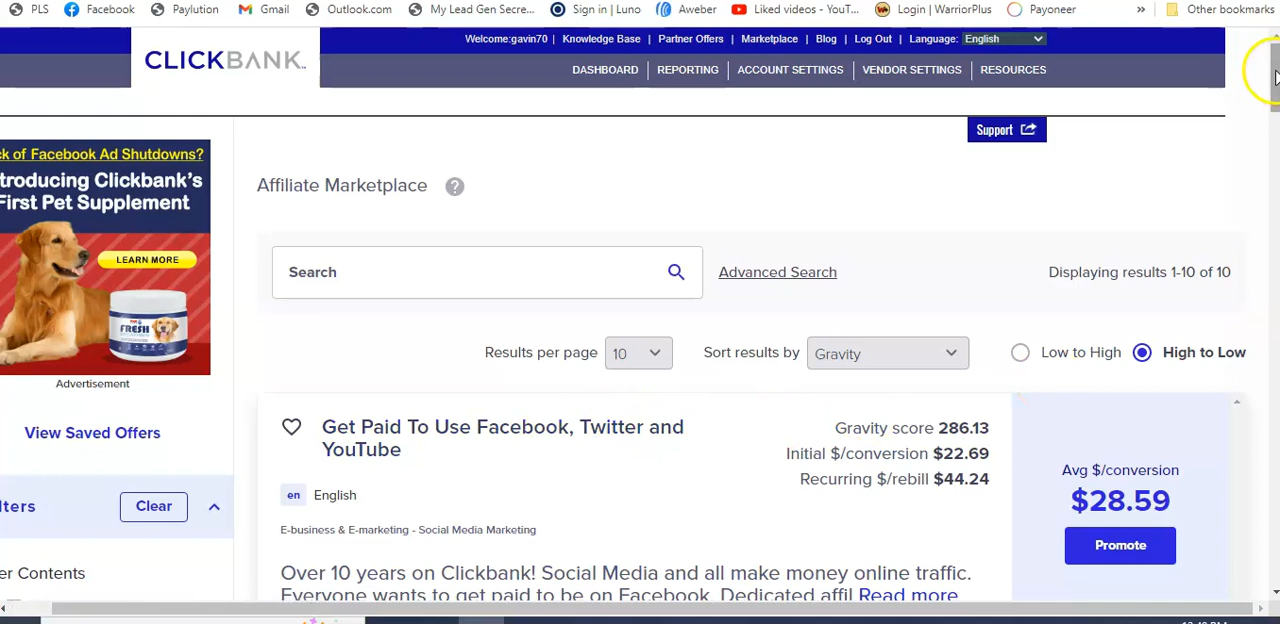 PLS Facebook Paylution Gmail Outlook.com My Lead Gen Secre... Sign in | Luno Aweber Liked videos - YouT... Login | WarriorPlus Payoneer » Other bookmarks
CLICKBANK
Welcome:gavin70 | Knowledge Base | Partner Offers | Marketplace | Blog | Log Out | Language: English
DASHBOARD | REPORTING | ACCOUNT SETTINGS | VENDOR SETTINGS | RESOURCES
Support
ck of Facebook Ad Shutdowns?
troducing Clickbank's
First Pet Supplement
LEARN MORE
FRESH
Advertisement
View Saved Offers
lters Clear
er Contents
Affiliate Marketplace ?
Search Advanced Search Displaying results 1-10 of 10
Results per page 10 Sort results by Gravity Low to High High to Low
Get Paid To Use Facebook, Twitter and
YouTube
en English
E-business & E-marketing - Social Media Marketing
Over 10 years on Clickbank! Social Media and all make money online traffic.
Everyone wants to get paid to be on Facebook. Dedicated affil Read more
Gravity score 286.13
Initial $/conversion $22.69
Recurring $/rebill $44.24
Avg $/conversion
$28.59
Promote